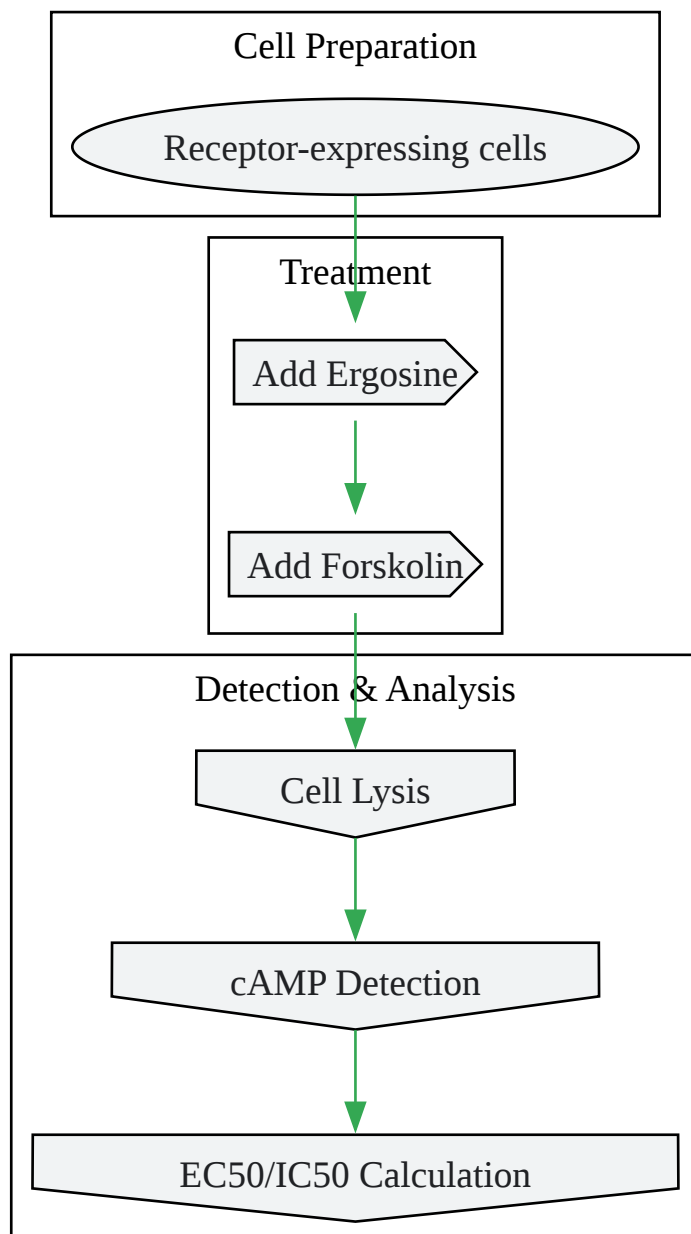 Cell Preparation
Receptor-expressing cells
Treatment
Add Ergosine
Add Forskolin
Detection & Analysis
Cell Lysis
cAMP Detection
EC50/IC50 Calculation